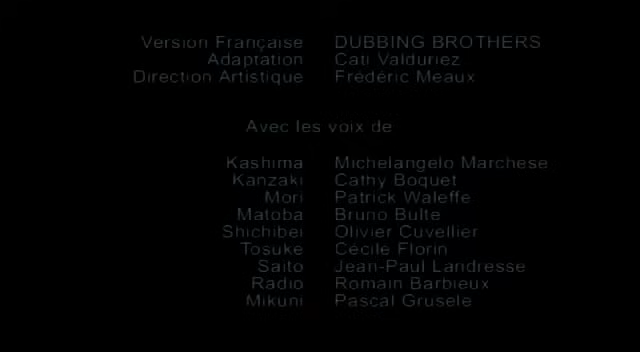 Version Française DUBBING BROTHERS
Adaptation Cati Valduriez
Direction Artistique Frédéric Meaux
Avec les voix de
Kashima Michelangelo Marchese
Kanzaki Cathy Boquet
Mori Patrick Waleffe
Matoba Bruno Bulte
Shichibei Olivier Cuvellier
Tosuke Cécile Florin
Saito Jean-Paul Landresse
Radio Romain Barbieux
Mikuni Pascal Grusele